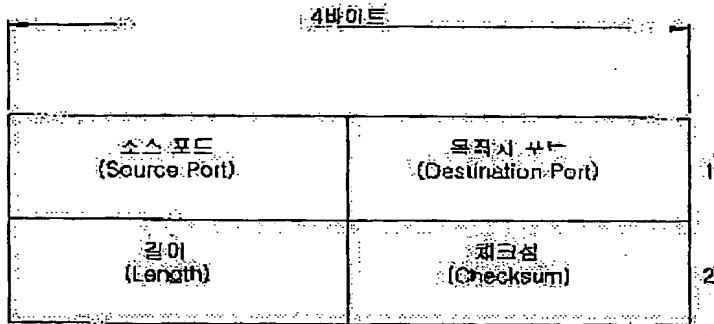 4바이트
소스 포드
(Source Port)
목적지 포트
(Destination Port)
1
길이
(Length)
체크섬
(Checksum)
2